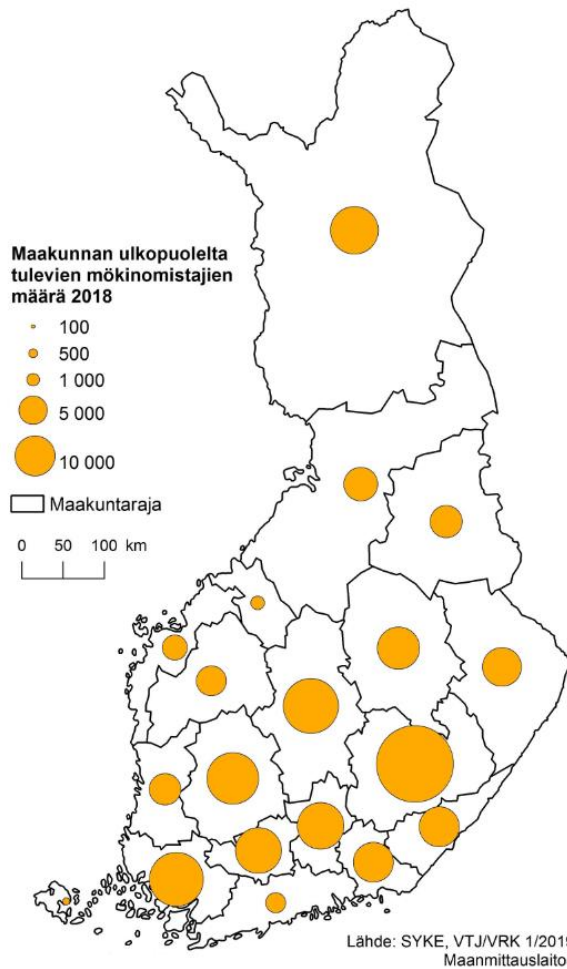 Maakunnan ulkopuolelta
tulevien mökinomistajien
määrä 2018
100
500
1 000
5 000
10 000
Maakuntaraja
0 50 100 km
Lähde: SYKE, VTJ/VRK 1/2019
Maanmittauslaito